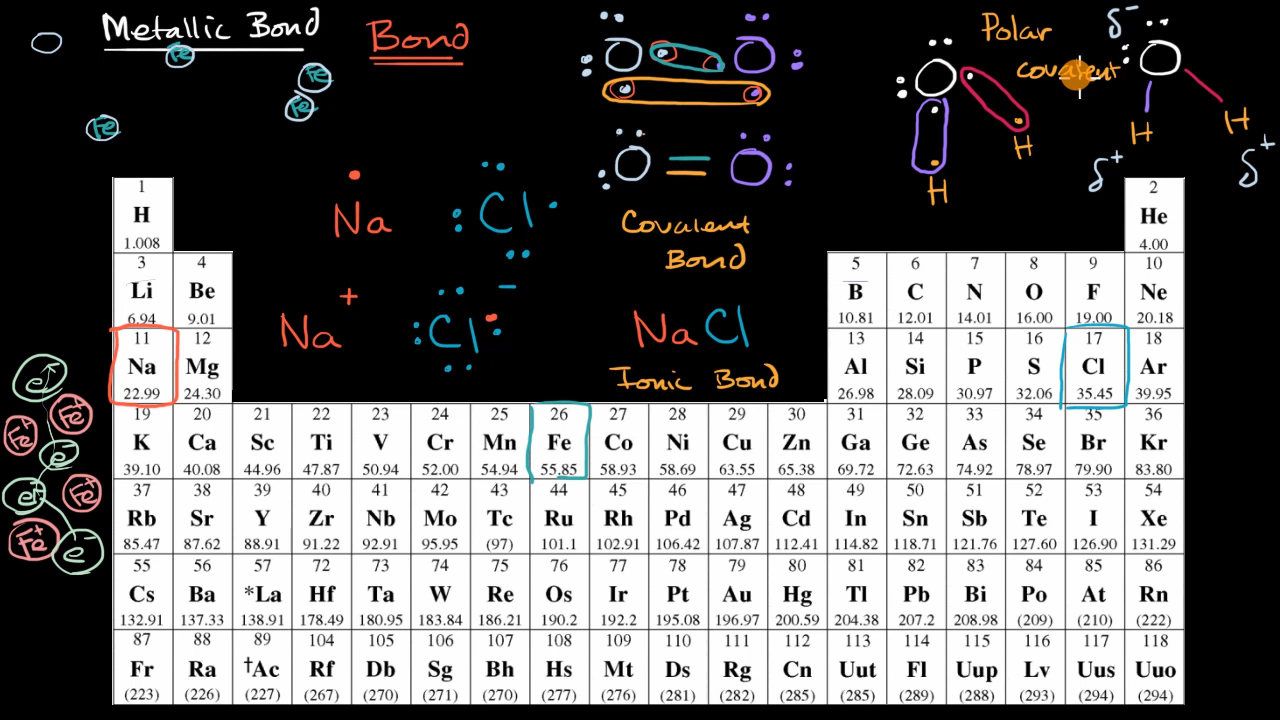 Metallic Bond
Bond
Fe
Fe
Fe
Fe
O
O
O = O
Covalent
Bond
Polar
covalent
O
H
H
δ-
O
H
H
δ+
δ+
Na
Cl
Na+
Cl-
NaCl
Ionic Bond
e-
Fe+
Fe+
e-
e-
Fe+
Fe+
e-
1 2
H He
1.008 4.00
3 4 5 6 7 8 9 10
Li Be B C N O F Ne
6.94 9.01 10.81 12.01 14.01 16.00 19.00 20.18
11 12 13 14 15 16 17 18
Na Mg Al Si P S Cl Ar
22.99 24.30 26.98 28.09 30.97 32.06 35.45 39.95
19 20 21 22 23 24 25 26 27 28 29 30 31 32 33 34 35 36
K Ca Sc Ti V Cr Mn Fe Co Ni Cu Zn Ga Ge As Se Br Kr
39.10 40.08 44.96 47.87 50.94 52.00 54.94 55.85 58.93 58.69 63.55 65.38 69.72 72.63 74.92 78.97 79.90 83.80
37 38 39 40 41 42 43 44 45 46 47 48 49 50 51 52 53 54
Rb Sr Y Zr Nb Mo Tc Ru Rh Pd Ag Cd In Sn Sb Te I Xe
85.47 87.62 88.91 91.22 92.91 95.95 (97) 101.1 102.91 106.42 107.87 112.41 114.82 118.71 121.76 127.60 126.90 131.29
55 56 57 72 73 74 75 76 77 78 79 80 81 82 83 84 85 86
Cs Ba *La Hf Ta W Re Os Ir Pt Au Hg Tl Pb Bi Po At Rn
132.91 137.33 138.91 178.49 180.95 183.84 186.21 190.2 192.2 195.08 196.97 200.59 204.38 207.2 208.98 (209) (210) (222)
87 88 89 104 105 106 107 108 109 110 111 112 113 114 115 116 117 118
Fr Ra †Ac Rf Db Sg Bh Hs Mt Ds Rg Cn Uut Fl Uup Lv Uus Uuo
(223) (226) (227) (267) (270) (271) (270) (277) (276) (281) (282) (285) (285) (289) (288) (293) (294) (294)